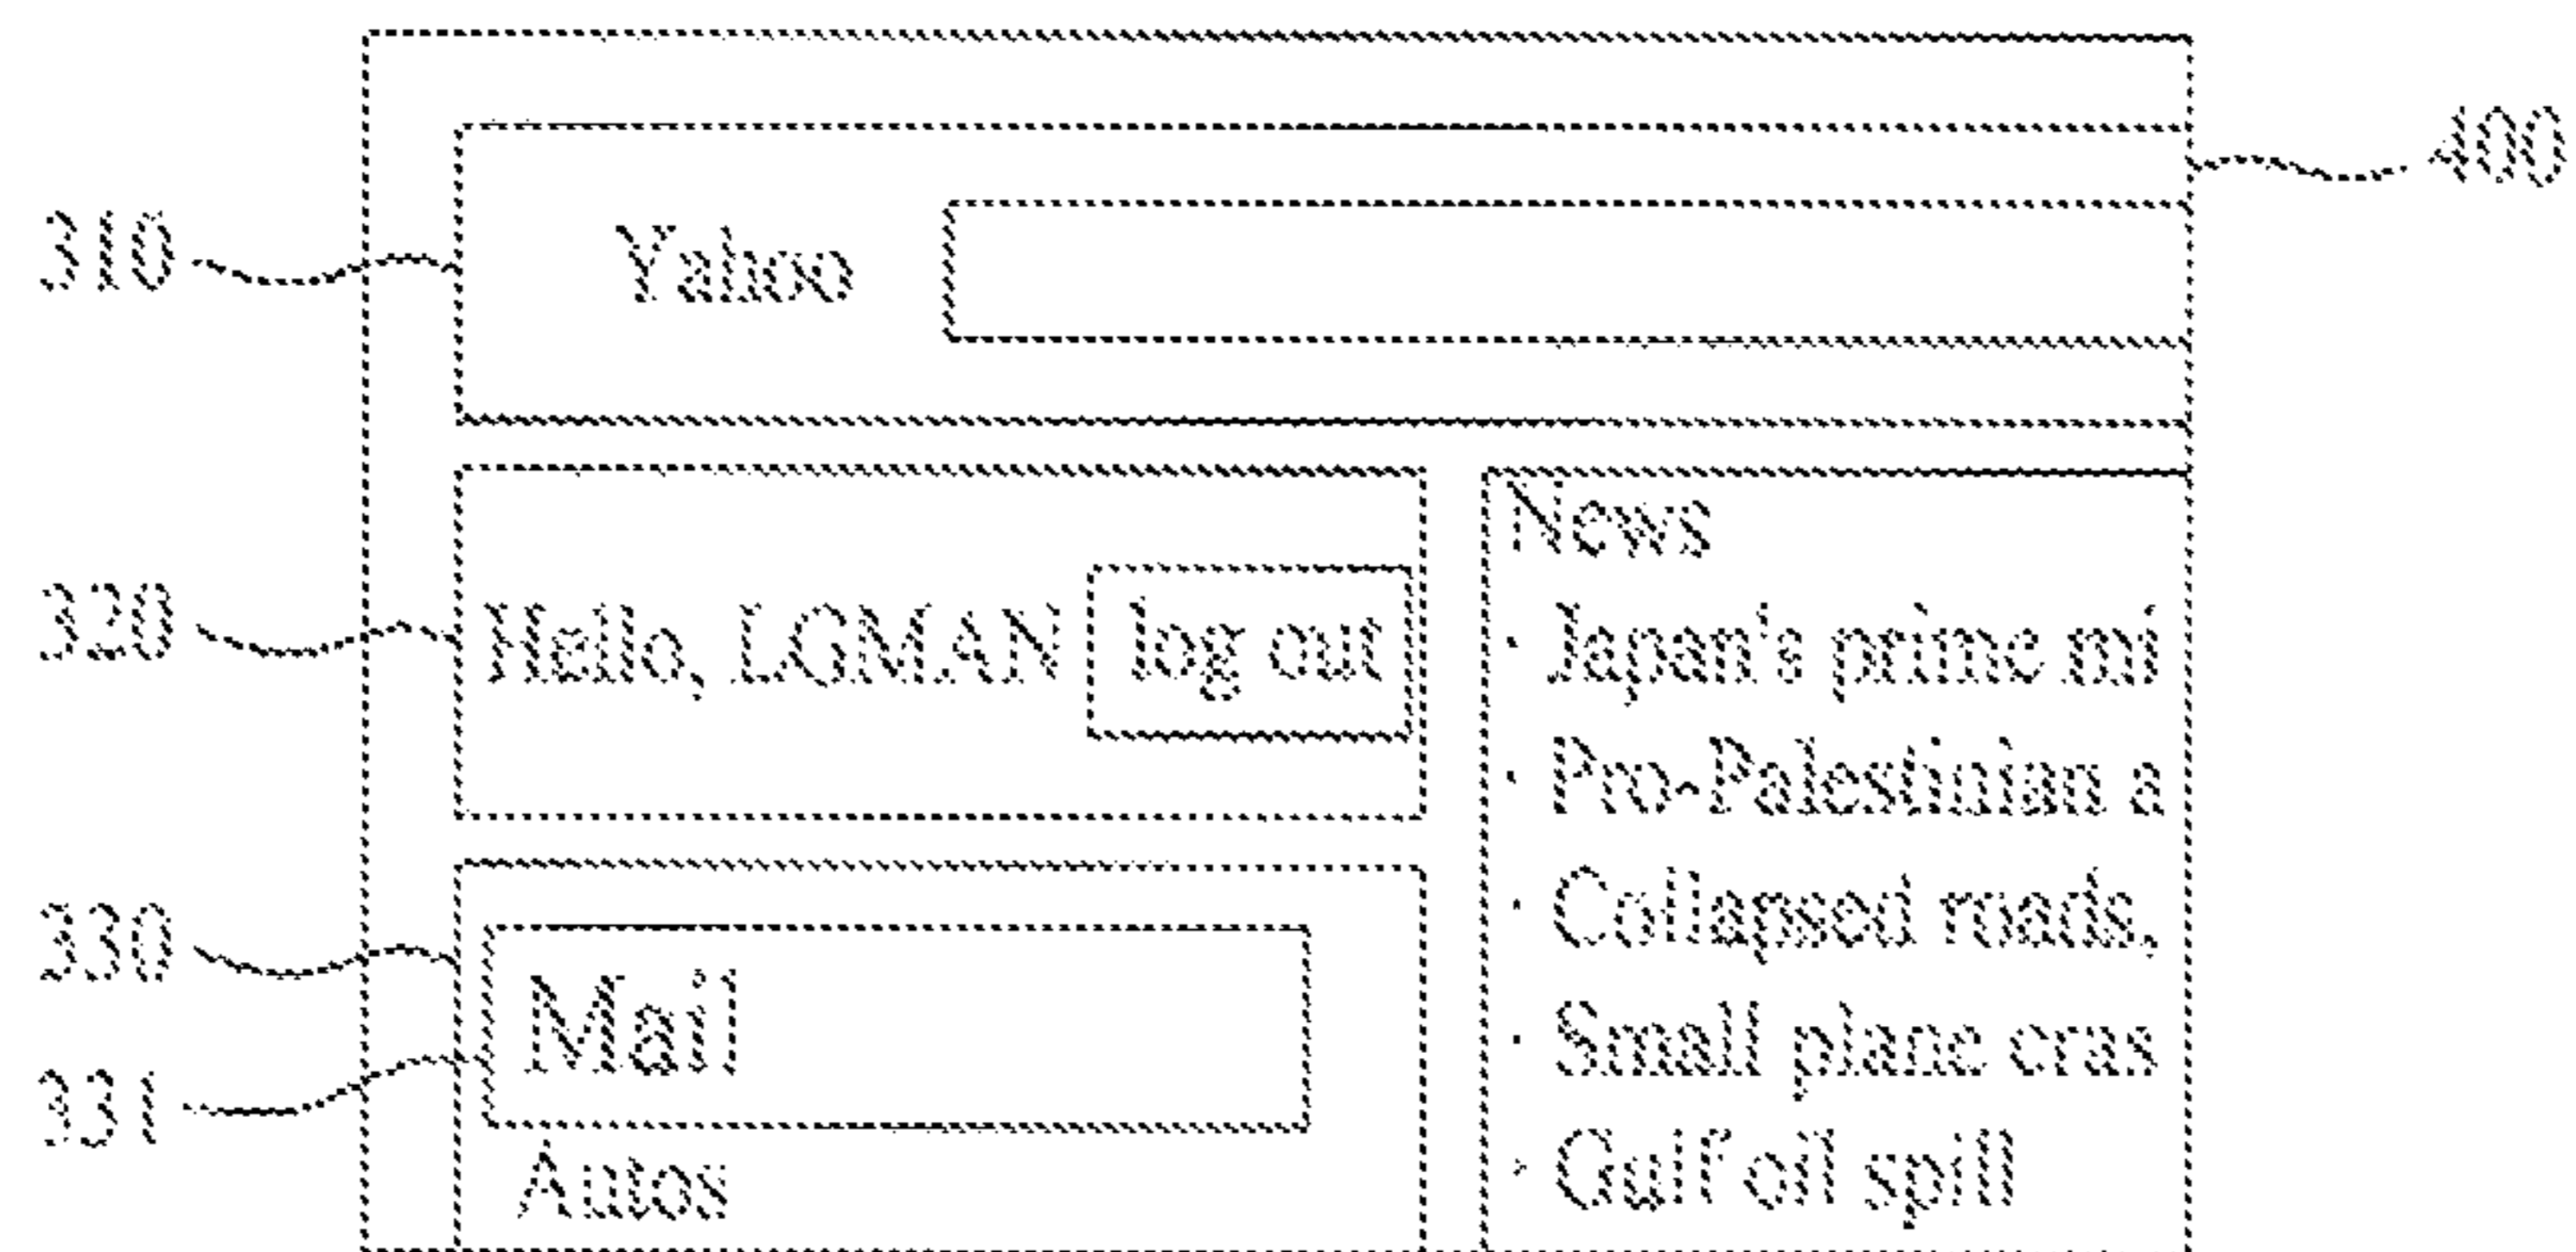 400
310
Yahoo
320
Hello, LGMAN
log out
330
331
Mail
Autos
News
· Japan's prime mi
· Pro-Palestinian a
· Collapsed roads,
· Small plane cras
· Gulf oil spill